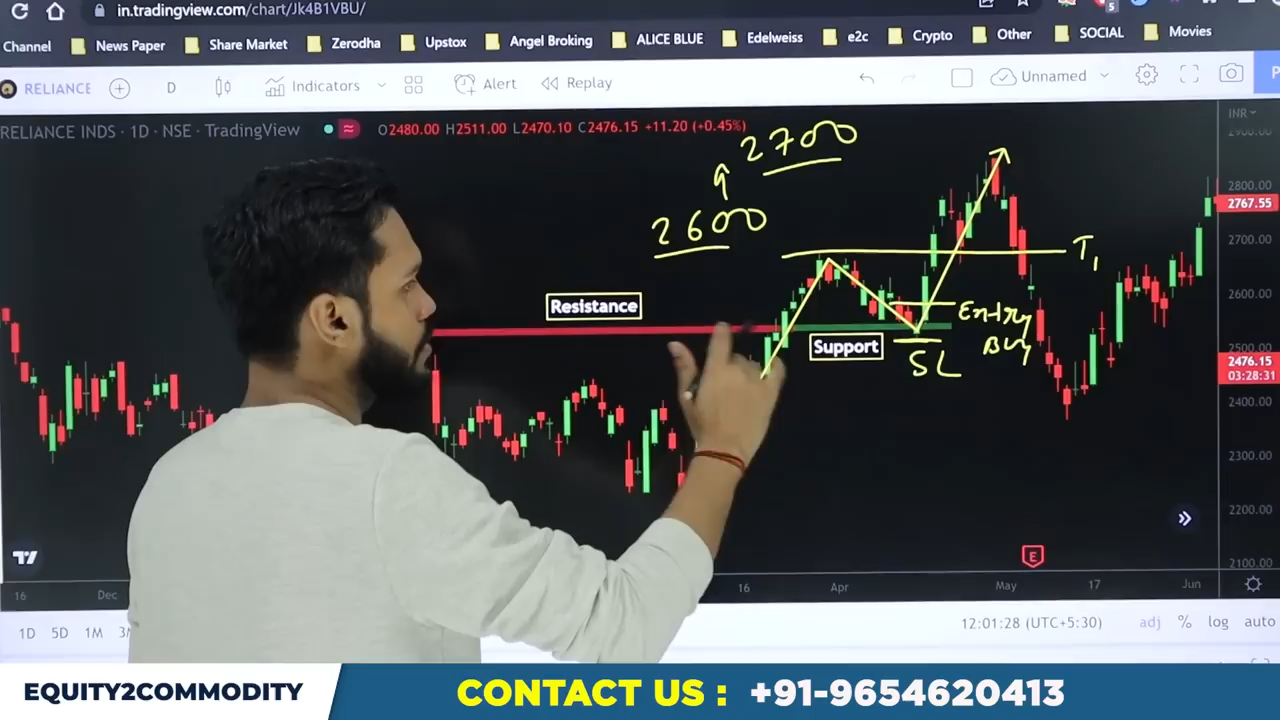 in.tradingview.com/chart/Jk4B1VBU/
5
Channel News Paper Share Market Zerodha Upstox Angel Broking ALICE BLUE Edelweiss e2c Crypto Other SOCIAL Movies
RELIANCE D Indicators Alert Replay Unnamed P
RELIANCE INDS · 1D · NSE · TradingView O2480.00 H2511.00 L2470.10 C2476.15 +11.20 (+0.45%)
INR
2900.00
2700
2800.00
2767.55
2600
2700.00
T1
2600.00
Resistance
Entry
Buy
Support
SL
2500.00
2476.15
03:28:31
2400.00
2300.00
2200.00
E
2100.00
16 Dec 16 Apr May 17 Jun
1D 5D 1M 12:01:28 (UTC+5:30) adj % log auto
EQUITY2COMMODITY CONTACT US : +91-9654620413